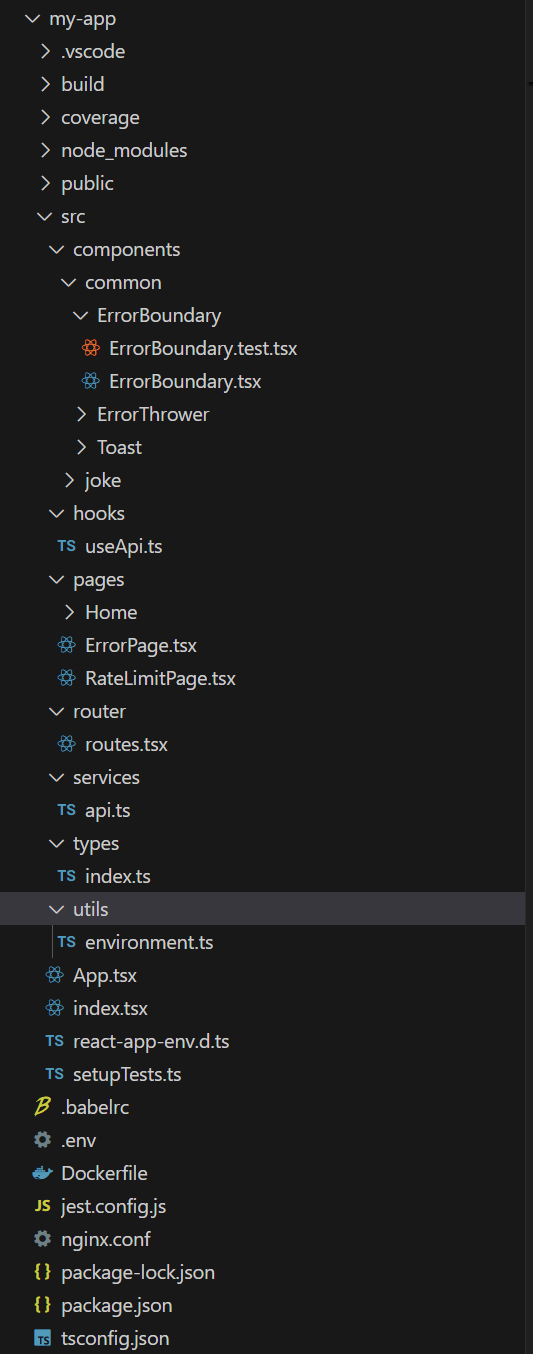 my-app
.vscode
build
coverage
node_modules
public
src
components
common
ErrorBoundary
ErrorBoundary.test.tsx
ErrorBoundary.tsx
ErrorThrower
Toast
joke
hooks
TS useApi.ts
pages
Home
ErrorPage.tsx
RateLimitPage.tsx
router
routes.tsx
services
TS api.ts
types
TS index.ts
utils
TS environment.ts
App.tsx
index.tsx
TS react-app-env.d.ts
TS setupTests.ts
.babelrc
.env
Dockerfile
JS jest.config.js
nginx.conf
{} package-lock.json
{} package.json
TS tsconfig.json